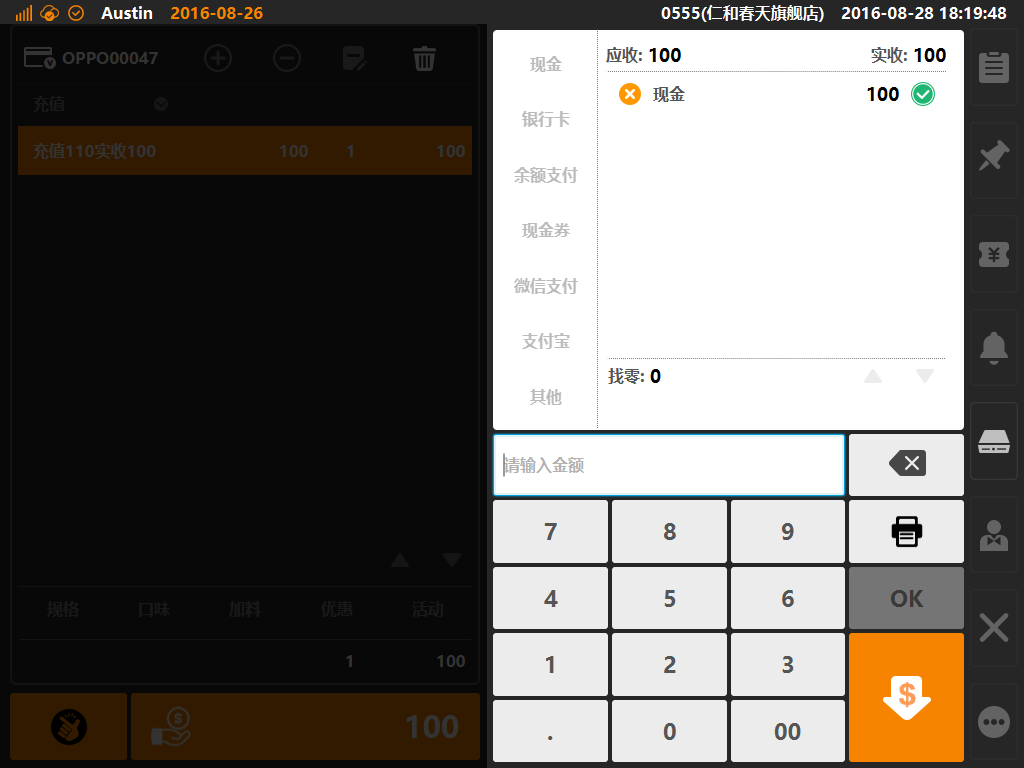 Austin 2016-08-26 0555(仁和春天旗舰店) 2016-08-28 18:19:48
OPPO00047
充值
充值110实收100 100 1 100
规格 口味 加料 优惠 活动
1 100
100
现金
银行卡
余额支付
现金券
微信支付
支付宝
其他
应收: 100 实收: 100
现金 100
找零: 0
请输入金额
7 8 9
4 5 6 OK
1 2 3
. 0 00